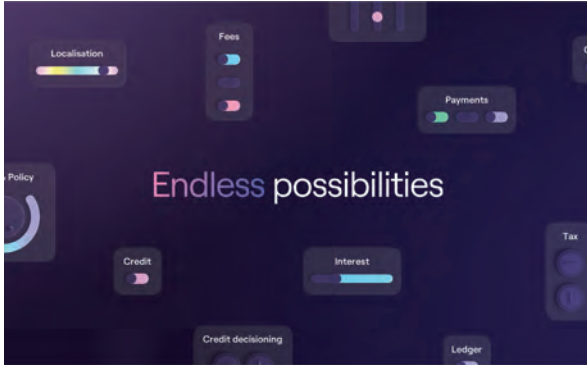 Fees
Localisation
Payments
Policy
Endless possibilities
Credit
Interest
Tax
Credit decisioning
Ledger